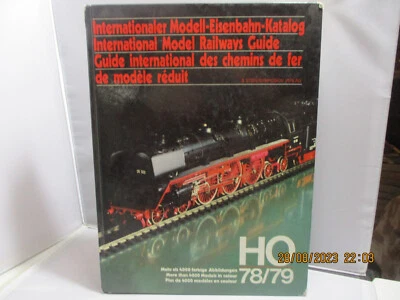 Internationaler Modell-Eisenbahn-Katalog
International Model Railways Guide
Guide international des chemins de fer
de modèle réduit
HO
Mehr als 4000 farbige Abbildungen
More than 4000 Models in colour
Plus de 4000 modèles en couleur
78/79
28/08/2023 22:03